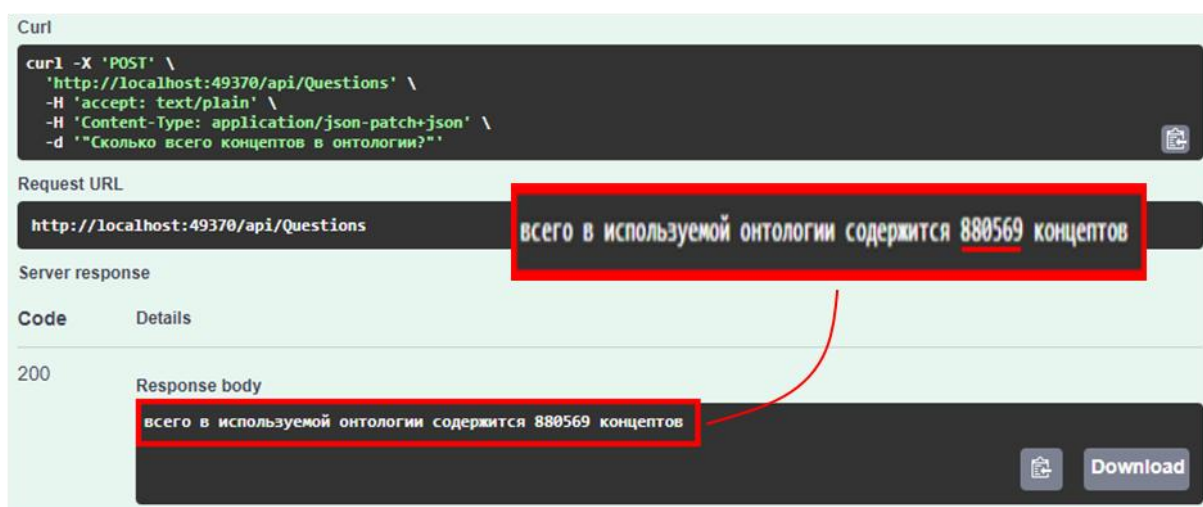 Curl
curl -X 'POST' \
'http://localhost:49370/api/Questions' \
-H 'accept: text/plain' \
-H 'Content-Type: application/json-patch+json' \
-d '"Сколько всего концептов в онтологии?"'
Request URL
http://localhost:49370/api/Questions
всего в используемой онтологии содержится 880569 концептов
Server response
Code Details
200
Response body
всего в используемой онтологии содержится 880569 концептов
Download